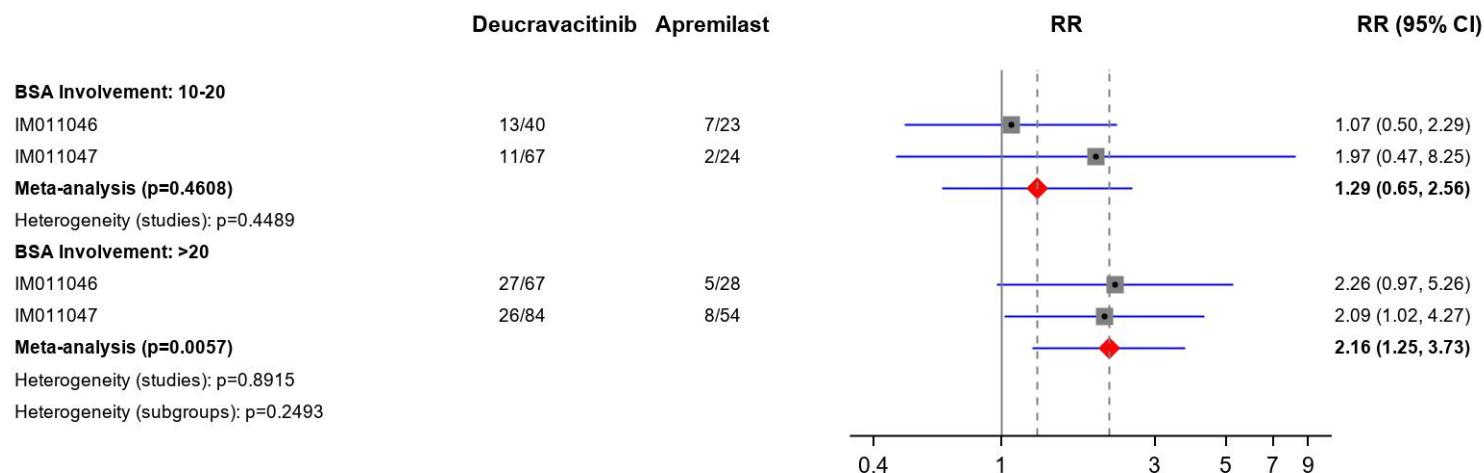 Deucravacitinib Apremilast RR RR (95% CI)
BSA Involvement: 10-20
IM011046 13/40 7/23 1.07 (0.50, 2.29)
IM011047 11/67 2/24 1.97 (0.47, 8.25)
Meta-analysis (p=0.4608) 1.29 (0.65, 2.56)
Heterogeneity (studies): p=0.4489
BSA Involvement: >20
IM011046 27/67 5/28 2.26 (0.97, 5.26)
IM011047 26/84 8/54 2.09 (1.02, 4.27)
Meta-analysis (p=0.0057) 2.16 (1.25, 3.73)
Heterogeneity (studies): p=0.8915
Heterogeneity (subgroups): p=0.2493
0.4 1 3 5 7 9